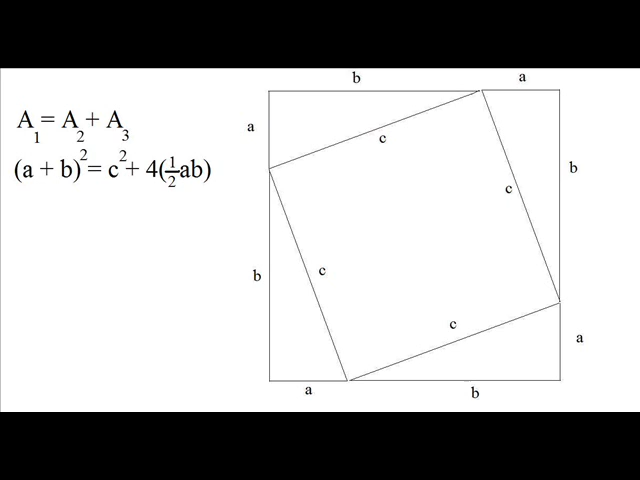 A₁ = A₂ + A₃
(a + b)² = c² + 4(½ab)
b
a
a
c
b
c
b
c
c
a
a
b